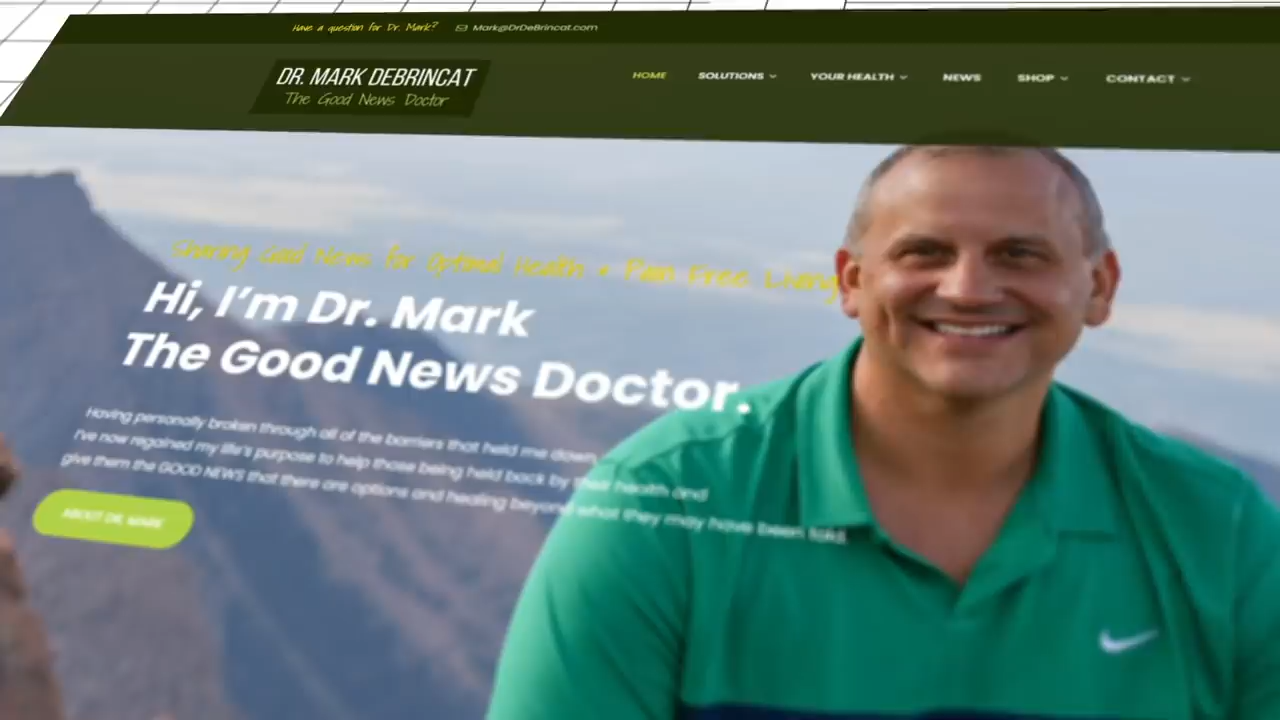 Have a question for Dr. Mark? Mark@DrDeBrincat.com
DR. MARK DEBRINCAT
The Good News Doctor
HOME SOLUTIONS YOUR HEALTH NEWS SHOP CONTACT
Sharing Good News for Optimal Health + Pain Free Living
Hi, I'm Dr. Mark
The Good News Doctor.
Having personally broken through all of the barriers that held me down,
I've now regained my life's purpose to help those being held back by their health and
give them the GOOD NEWS that there are options and healing beyond what they may have been told.
ABOUT DR. MARK